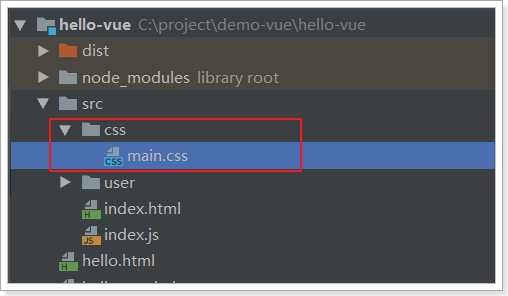 hello-vue C:\project\demo-vue\hello-vue
dist
node_modules library root
src
css
CSS main.css
user
H index.html
JS index.js
H hello.html